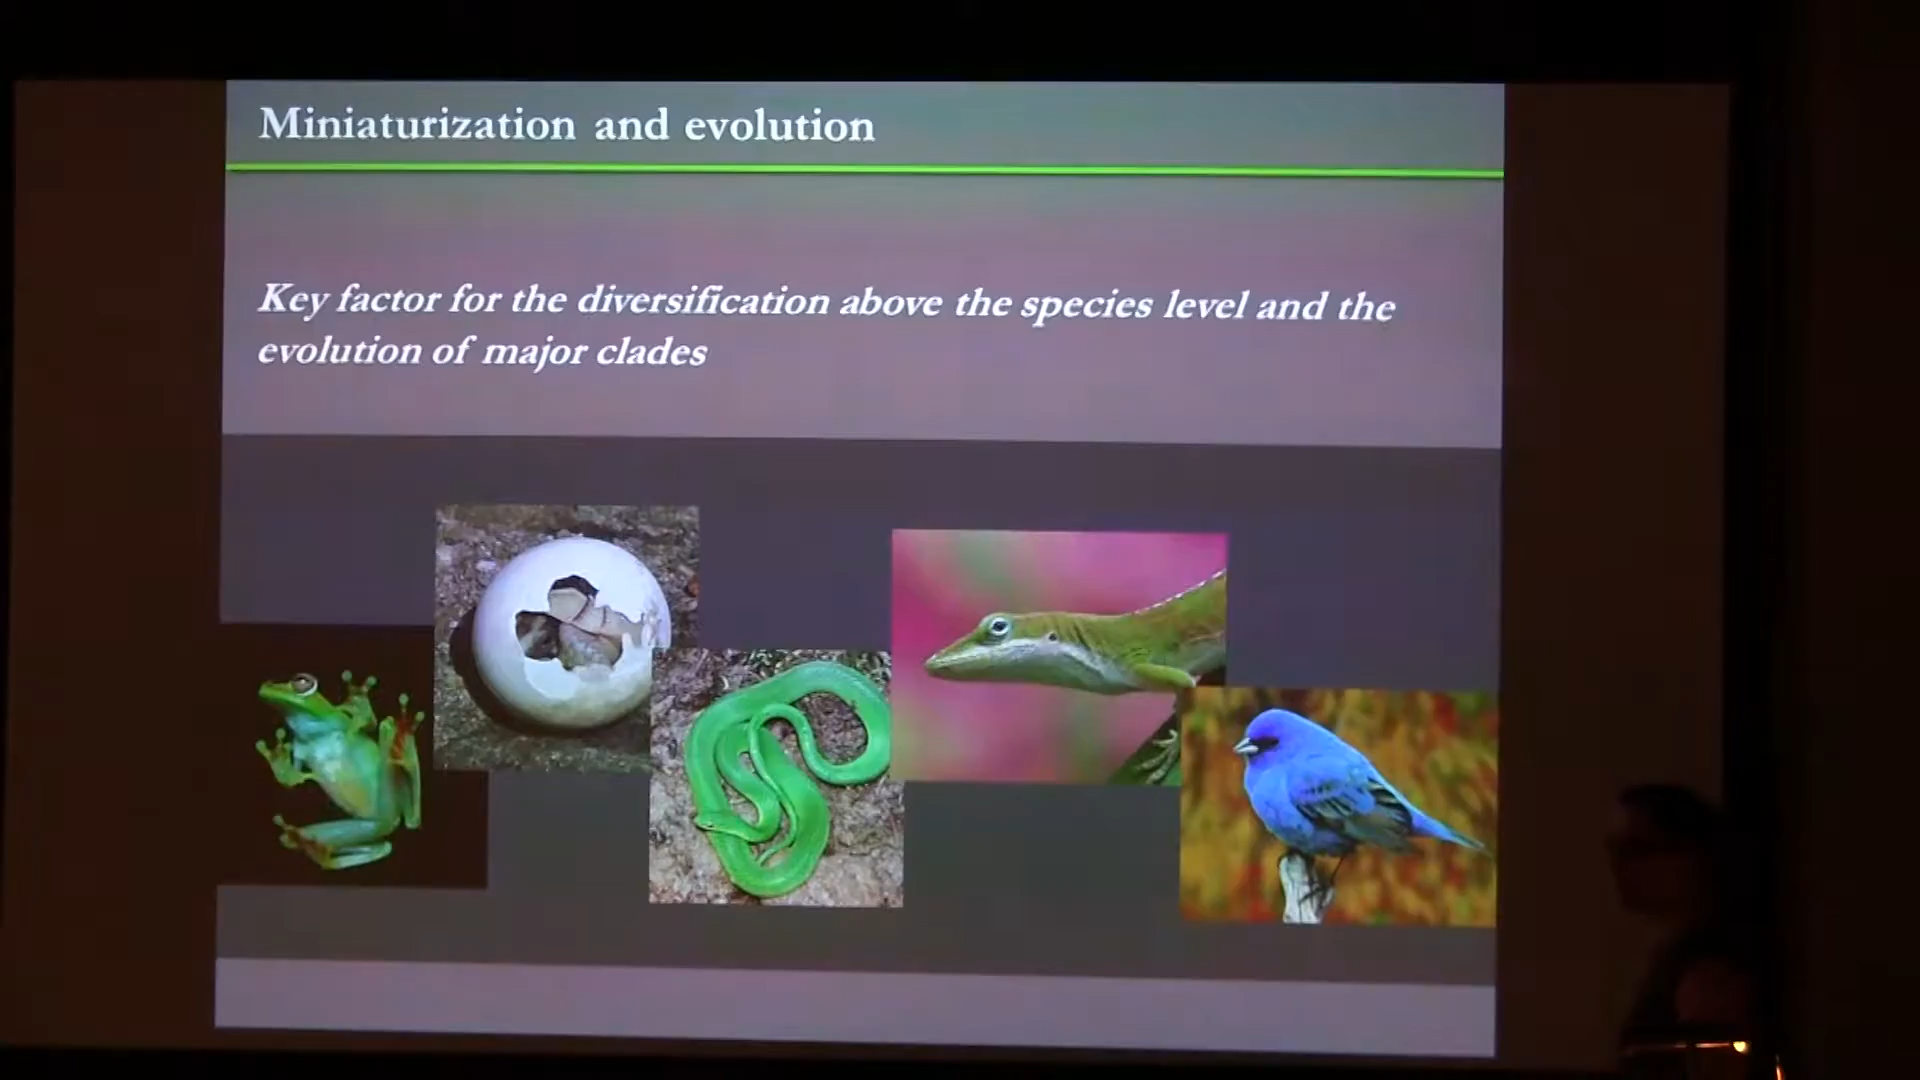 Miniaturization and evolution
Key factor for the diversification above the species level and the
evolution of major clades